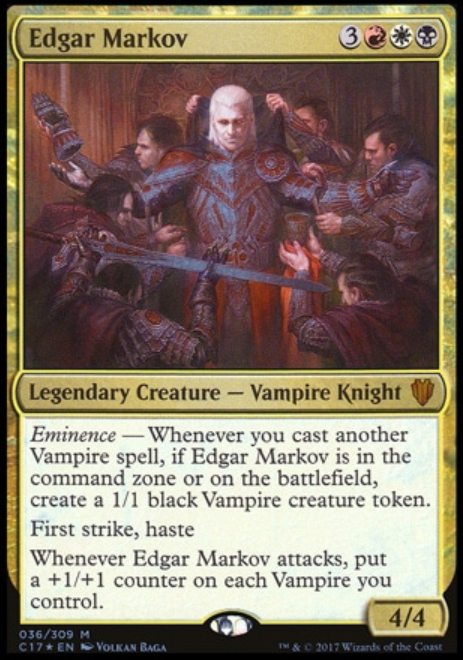 Edgar Markov 3
Legendary Creature — Vampire Knight
Eminence — Whenever you cast another
Vampire spell, if Edgar Markov is in the
command zone or on the battlefield,
create a 1/1 black Vampire creature token.
First strike, haste
Whenever Edgar Markov attacks, put
a +1/+1 counter on each Vampire you
control.
4/4
036/309 M
C17★EN Volkan Baga ™ & © 2017 Wizards of the Coast